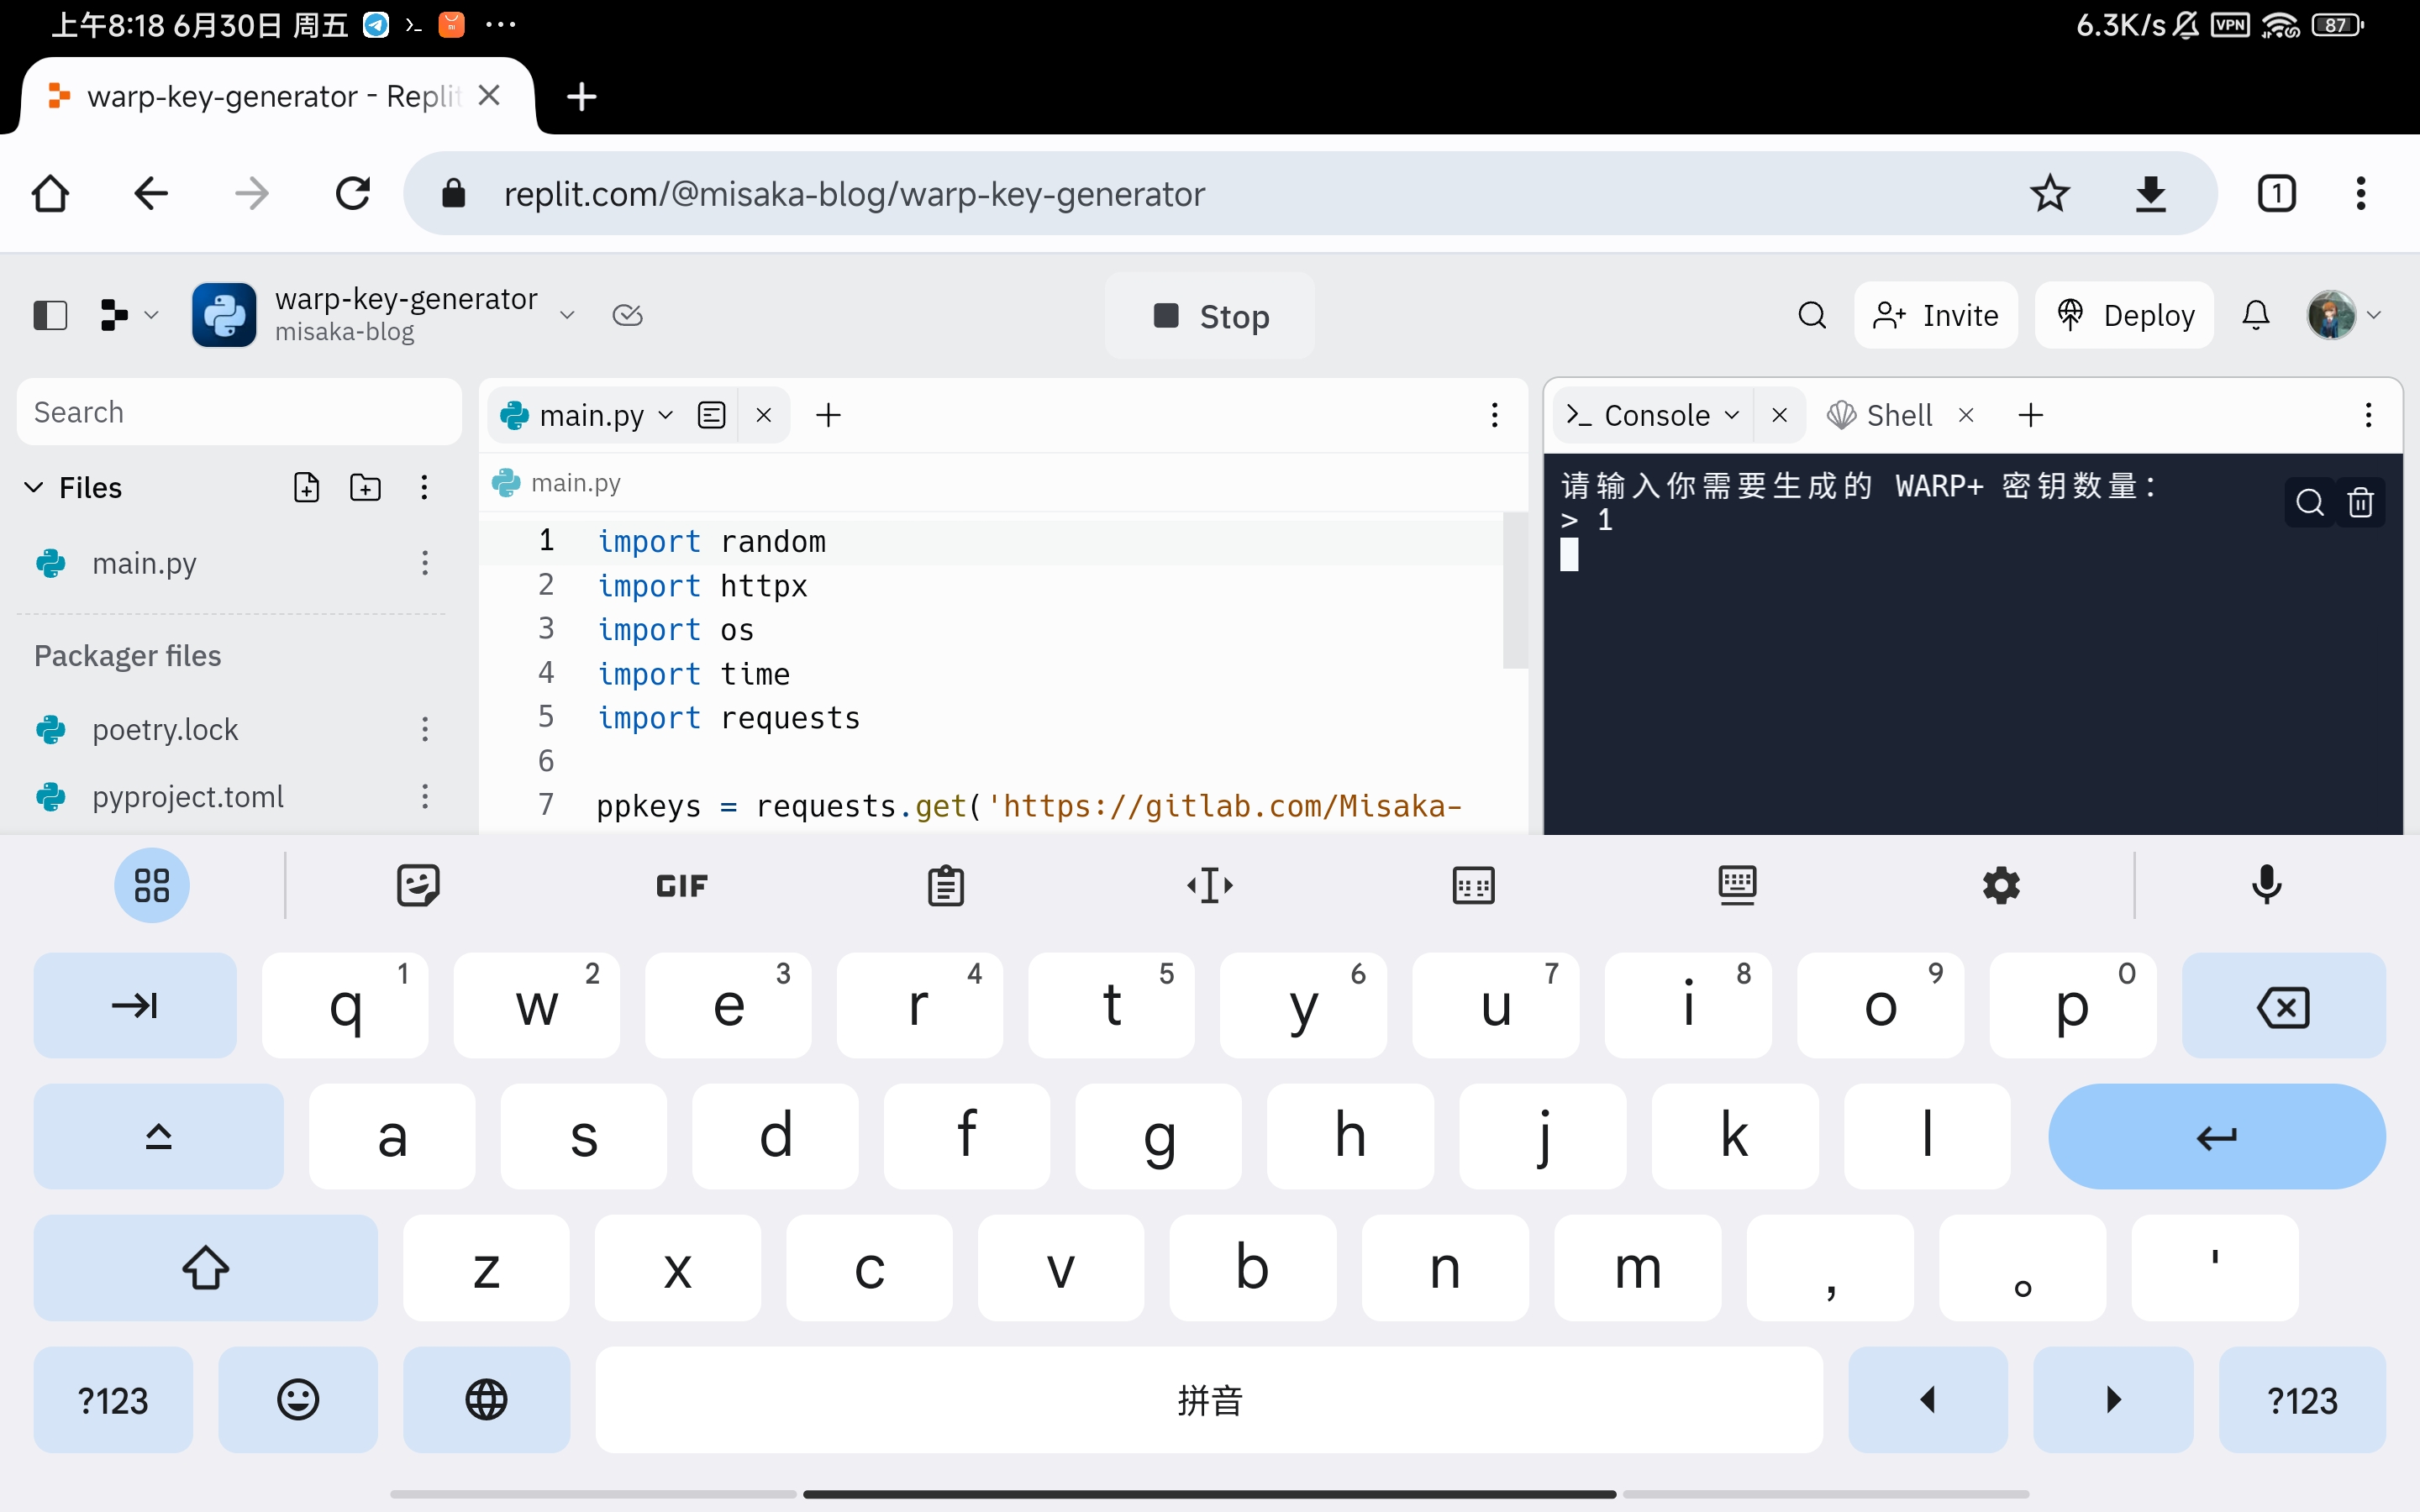 上午8:18 6月30日 周五
6.3K/s VPN 87
warp-key-generator - Replit
replit.com/@misaka-blog/warp-key-generator
1
warp-key-generator
misaka-blog
Stop
Invite
Deploy
Search
Files
main.py
Packager files
poetry.lock
pyproject.toml
main.py
main.py
1 import random
2 import httpx
3 import os
4 import time
5 import requests
6
7 ppkeys = requests.get('https://gitlab.com/Misaka-
>_ Console
Shell
请输入你需要生成的 WARP+ 密钥数量：
> 1
GIF
q 1 w 2 e 3 r 4 t 5 y 6 u 7 i 8 o 9 p 0
a s d f g h j k l
z x c v b n m , 。 '
?123 拼音 ?123